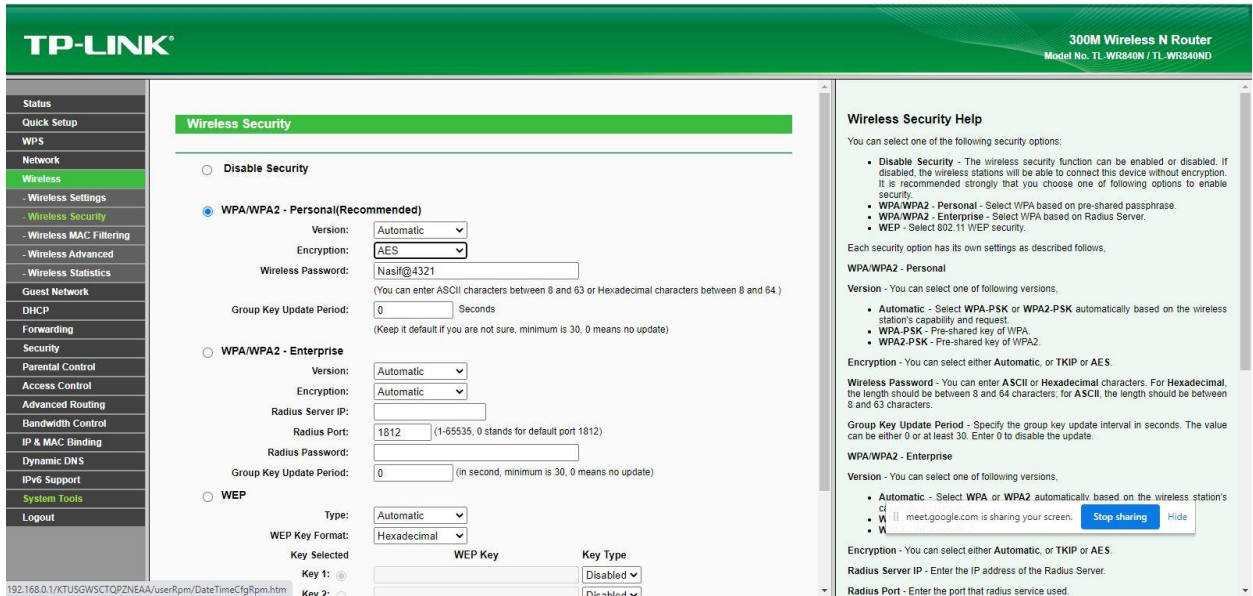 TP-LINK®
300M Wireless N Router
Model No. TL-WR840N / TL-WR840ND
Status
Quick Setup
WPS
Network
Wireless
- Wireless Settings
- Wireless Security
- Wireless MAC Filtering
- Wireless Advanced
- Wireless Statistics
Guest Network
DHCP
Forwarding
Security
Parental Control
Access Control
Advanced Routing
Bandwidth Control
IP & MAC Binding
Dynamic DNS
IPv6 Support
System Tools
Logout
192.168.0.1/KTUSGWSCTQPZNEAA/userRpm/DateTimeCfgRpm.htm
Wireless Security
Disable Security
WPA/WPA2 - Personal(Recommended)
Version: Automatic
Encryption: AES
Wireless Password: Nasif@4321
(You can enter ASCII characters between 8 and 63 or Hexadecimal characters between 8 and 64.)
Group Key Update Period: 0 Seconds
(Keep it default if you are not sure, minimum is 30, 0 means no update)
WPA/WPA2 - Enterprise
Version: Automatic
Encryption: Automatic
Radius Server IP:
Radius Port: 1812 (1-65535, 0 stands for default port 1812)
Radius Password:
Group Key Update Period: 0 (in second, minimum is 30, 0 means no update)
WEP
Type: Automatic
WEP Key Format: Hexadecimal
Key Selected WEP Key Key Type
Key 1: Disabled
Key 2: Disabled
Wireless Security Help
You can select one of the following security options:
• Disable Security - The wireless security function can be enabled or disabled. If
disabled, the wireless stations will be able to connect this device without encryption.
It is recommended strongly that you choose one of following options to enable
security.
• WPA/WPA2 - Personal - Select WPA based on pre-shared passphrase.
• WPA/WPA2 - Enterprise - Select WPA based on Radius Server.
• WEP - Select 802.11 WEP security.
Each security option has its own settings as described follows,
WPA/WPA2 - Personal
Version - You can select one of following versions,
• Automatic - Select WPA-PSK or WPA2-PSK automatically based on the wireless
station's capability and request.
• WPA-PSK - Pre-shared key of WPA.
• WPA2-PSK - Pre-shared key of WPA2.
Encryption - You can select either Automatic, or TKIP or AES.
Wireless Password - You can enter ASCII or Hexadecimal characters. For Hexadecimal,
the length should be between 8 and 64 characters; for ASCII, the length should be between
8 and 63 characters.
Group Key Update Period - Specify the group key update interval in seconds. The value
can be either 0 or at least 30. Enter 0 to disable the update.
WPA/WPA2 - Enterprise
Version - You can select one of following versions,
• Automatic - Select WPA or WPA2 automatically based on the wireless station's
meet.google.com is sharing your screen. Stop sharing Hide
Encryption - You can select either Automatic, or TKIP or AES.
Radius Server IP - Enter the IP address of the Radius Server.
Radius Port - Enter the port that radius service used.